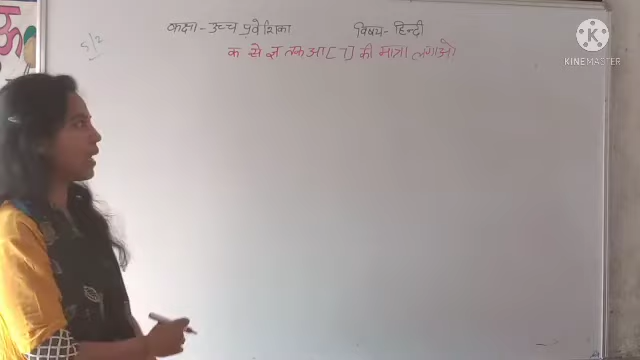 कक्षा - उच्च प्रवेशिका विषय - हिन्दी
क से ज्ञ तक आ [ा] की मात्रा लगाओ
KINEMASTER